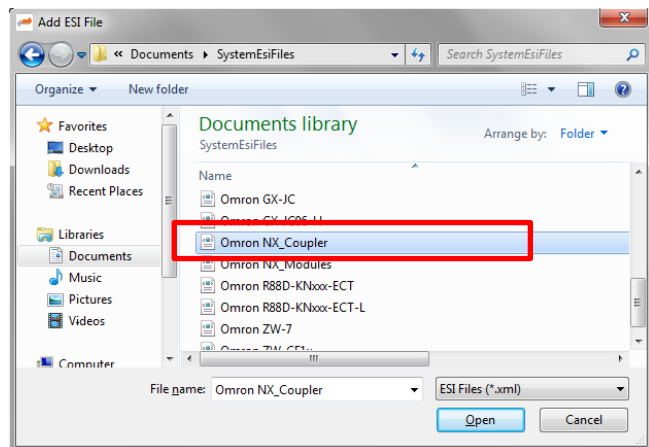 Add ESI File
« Documents ▸ SystemEsiFiles
Search SystemEsiFiles
Organize
New folder
Favorites
Desktop
Downloads
Recent Places
Libraries
Documents
Music
Pictures
Videos
Computer
Documents library
SystemEsiFiles
Arrange by: Folder
Name
Omron GX-JC
Omron NX_Coupler
Omron NX_Modules
Omron R88D-KNxxx-ECT
Omron R88D-KNxxx-ECT-L
Omron ZW-7
File name: Omron NX_Coupler
ESI Files (*.xml)
Open
Cancel